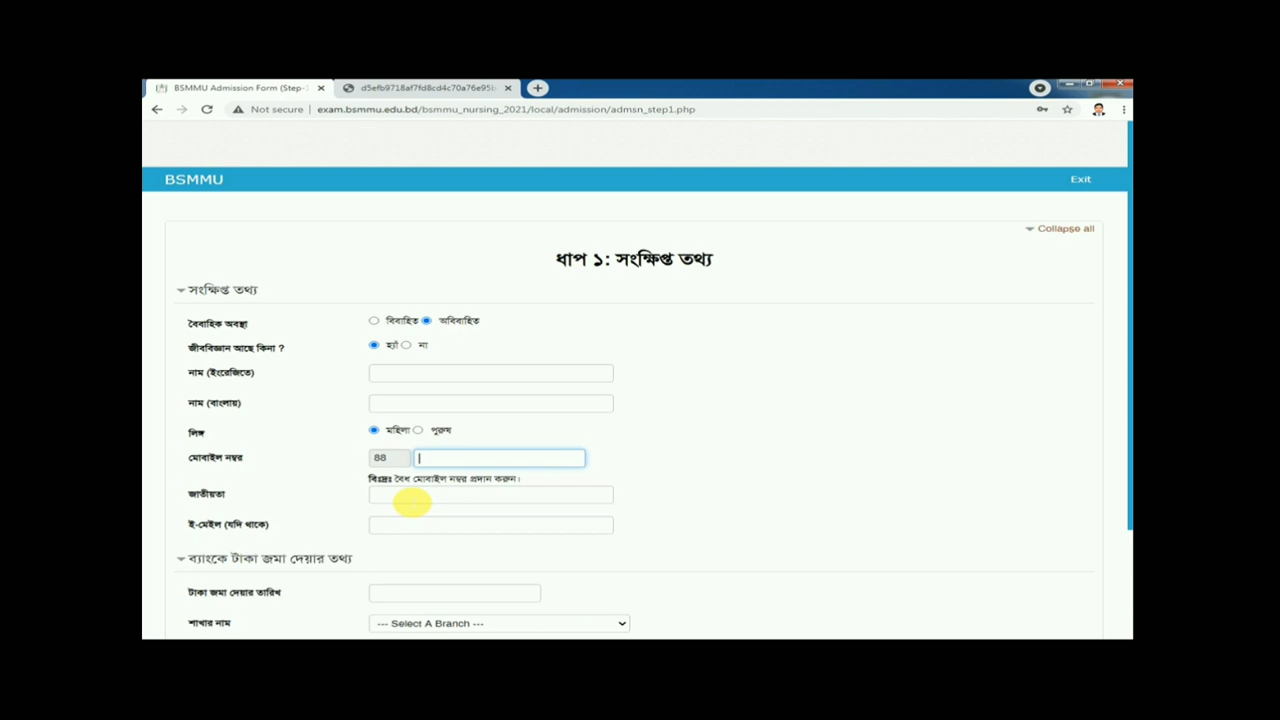 BSMMU Admission Form (Step-
d5efb9718af7fd8cd4c70a76e95
Not secure exam.bsmmu.edu.bd/bsmmu_nursing_2021/local/admission/admsn_step1.php
BSMMU Exit
Collapse all
ধাপ ১: সংক্ষিপ্ত তথ্য
সংক্ষিপ্ত তথ্য
বৈবাহিক অবস্থা বিবাহিত অবিবাহিত
জীববিজ্ঞান আছে কিনা ? হ্যাঁ না
নাম (ইংরেজিতে)
নাম (বাংলায়)
লিঙ্গ মহিলা পুরুষ
মোবাইল নম্বর 88
বিঃদ্রঃ বৈধ মোবাইল নম্বর প্রদান করুন।
জাতীয়তা
ই-মেইল (যদি থাকে)
ব্যাংকে টাকা জমা দেয়ার তথ্য
টাকা জমা দেয়ার তারিখ
শাখার নাম --- Select A Branch ---